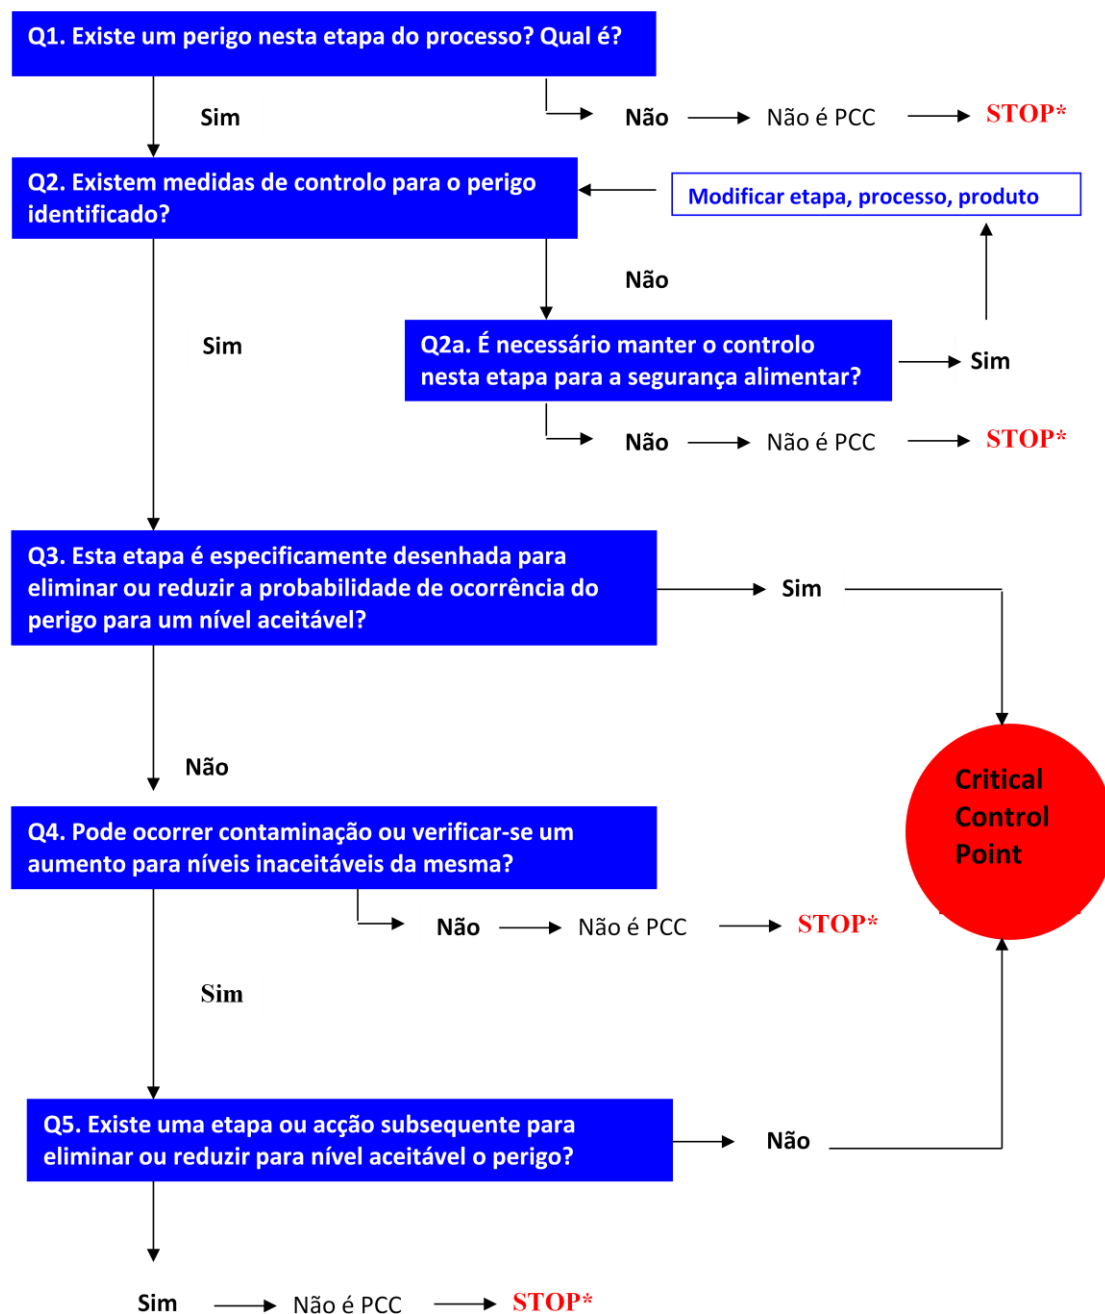 Q1. Existe um perigo nesta etapa do processo? Qual é?
Sim
Não
Não é PCC
STOP*
Q2. Existem medidas de controlo para o perigo
identificado?
Modificar etapa, processo, produto
Não
Sim
Q2a. É necessário manter o controlo
nesta etapa para a segurança alimentar?
Sim
Não
Não é PCC
STOP*
Q3. Esta etapa é especificamente desenhada para
eliminar ou reduzir a probabilidade de ocorrência do
perigo para um nível aceitável?
Sim
Não
Critical
Control
Point
Q4. Pode ocorrer contaminação ou verificar-se um
aumento para níveis inaceitáveis da mesma?
Não
Não é PCC
STOP*
Sim
Q5. Existe uma etapa ou acção subsequente para
eliminar ou reduzir para nível aceitável o perigo?
Não
Sim
Não é PCC
STOP*